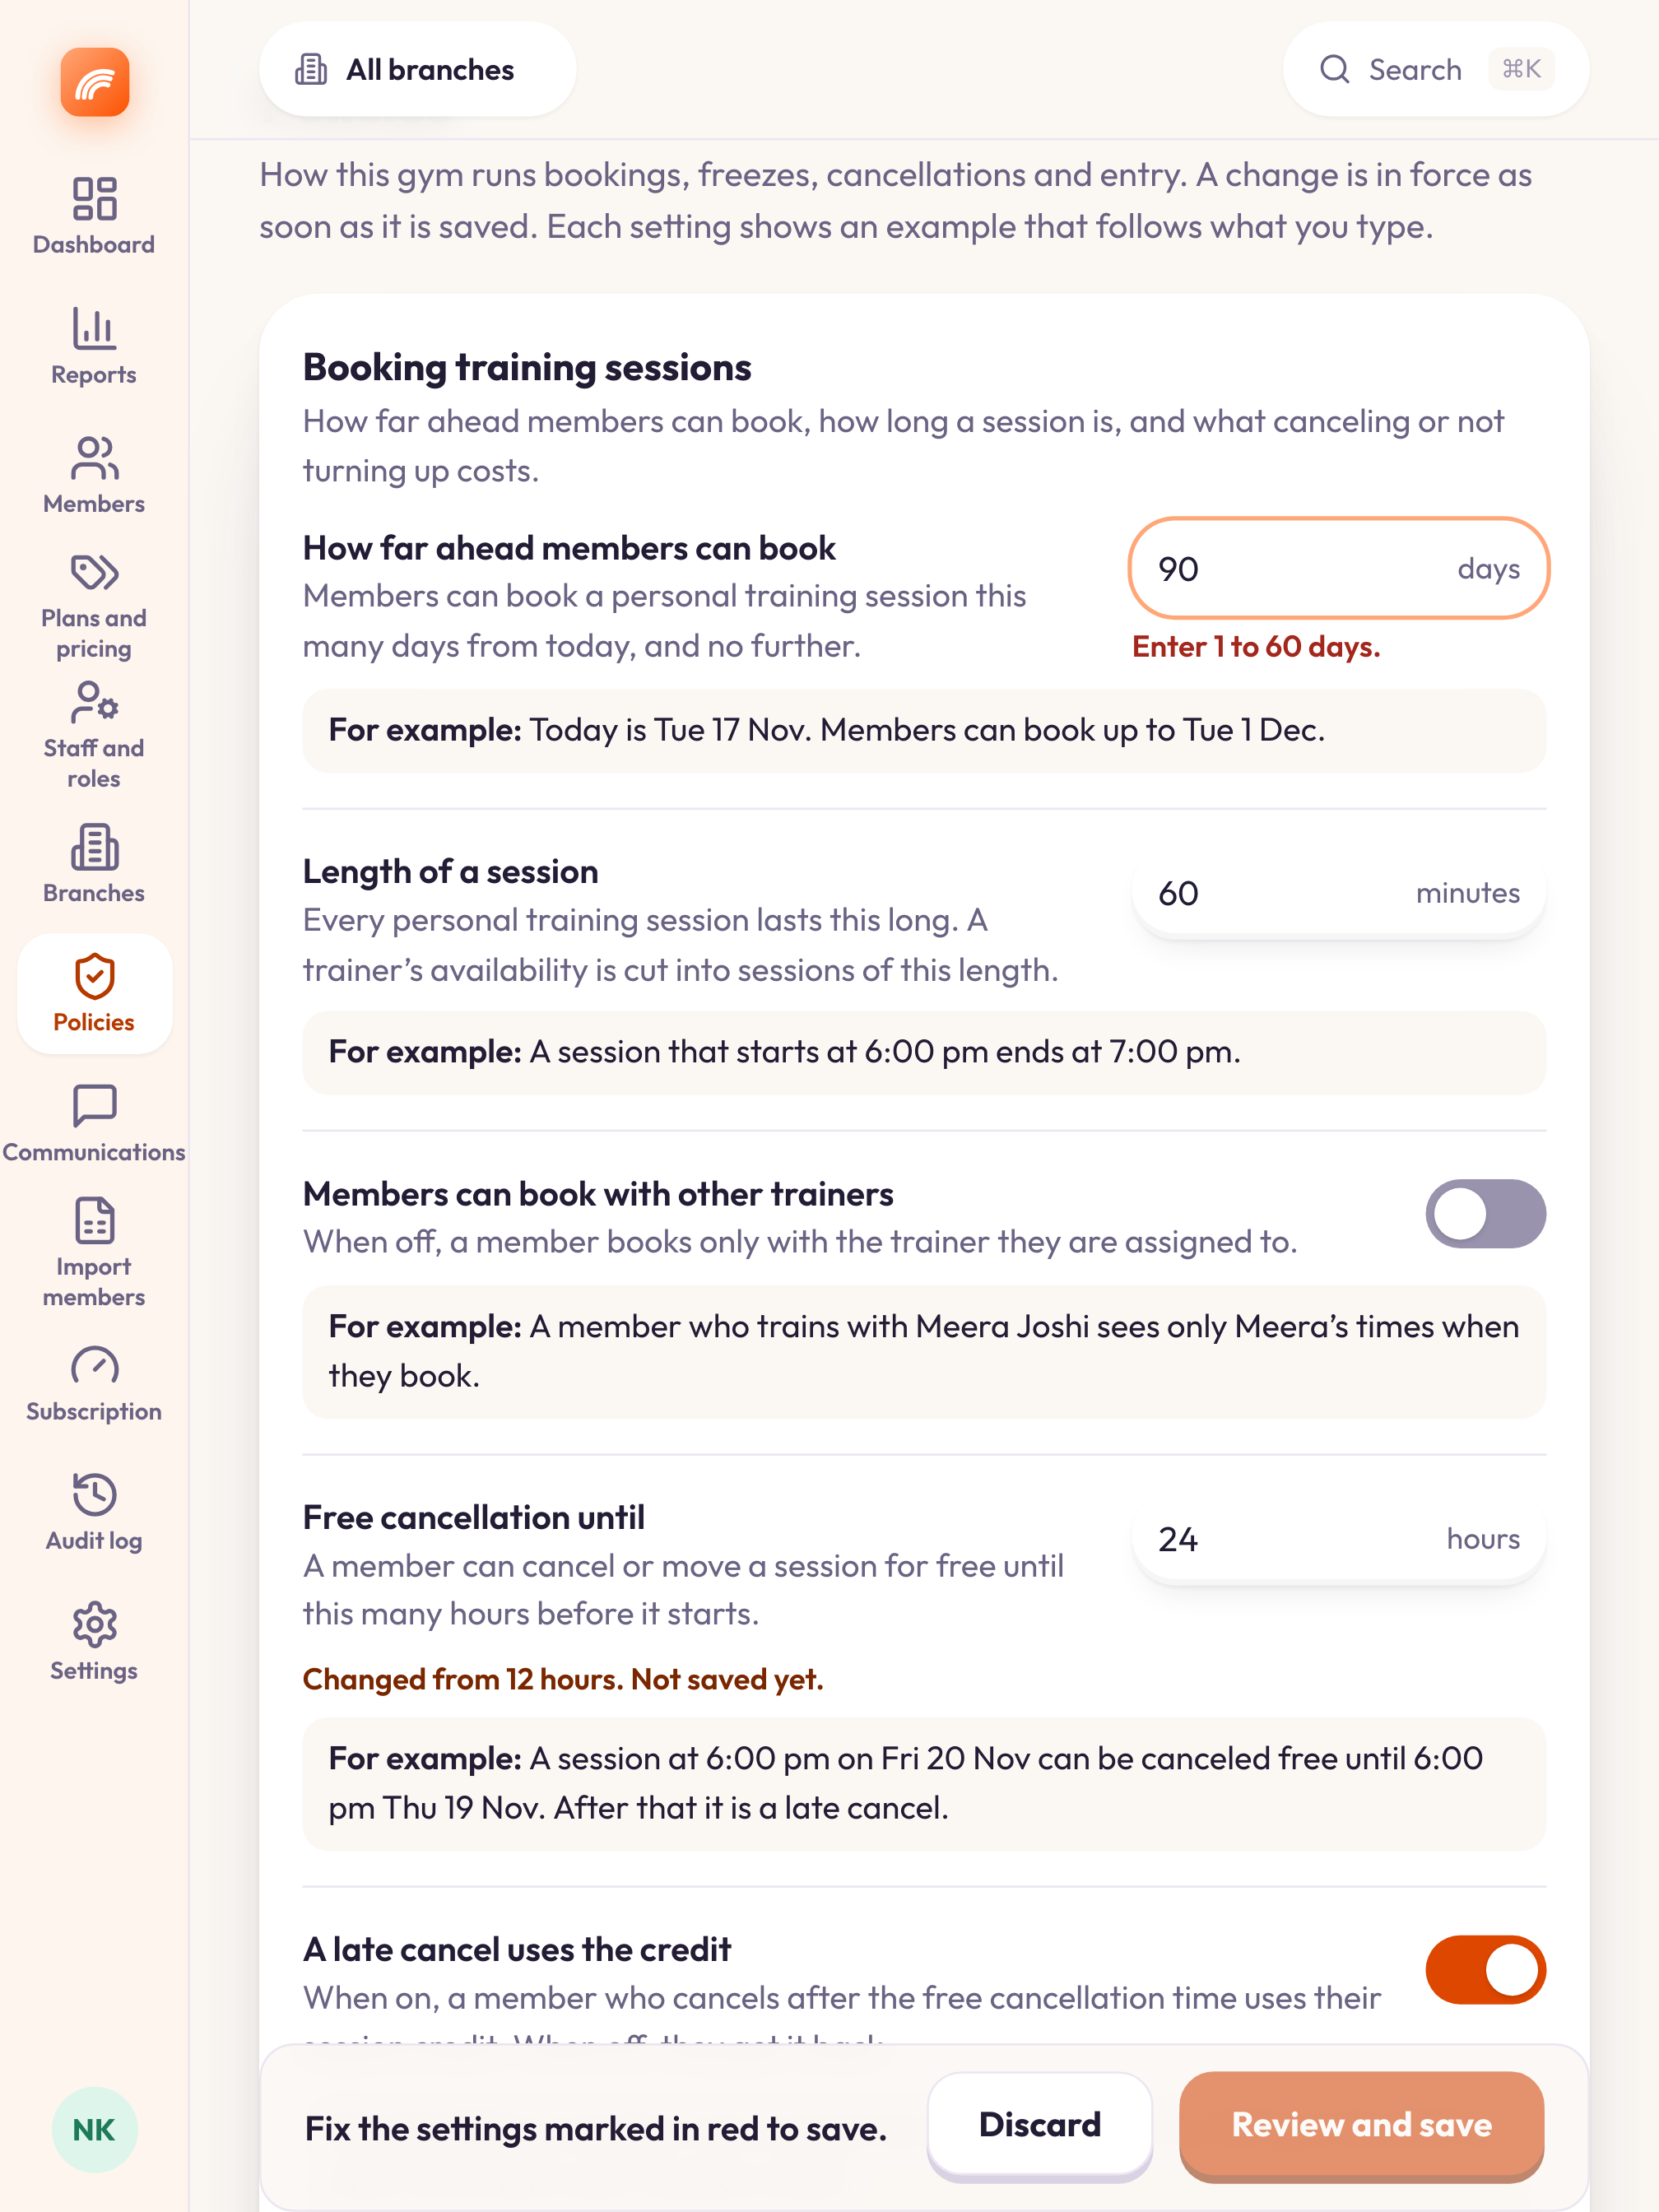 All branches
Search ⌘K
Dashboard
Reports
Members
Plans and
pricing
Staff and
roles
Branches
Policies
Communications
Import
members
Subscription
Audit log
Settings
NK
How this gym runs bookings, freezes, cancellations and entry. A change is in force as
soon as it is saved. Each setting shows an example that follows what you type.
Booking training sessions
How far ahead members can book, how long a session is, and what canceling or not
turning up costs.
How far ahead members can book
Members can book a personal training session this
many days from today, and no further.
90 days
Enter 1 to 60 days.
For example: Today is Tue 17 Nov. Members can book up to Tue 1 Dec.
Length of a session
Every personal training session lasts this long. A
trainer’s availability is cut into sessions of this length.
60 minutes
For example: A session that starts at 6:00 pm ends at 7:00 pm.
Members can book with other trainers
When off, a member books only with the trainer they are assigned to.
For example: A member who trains with Meera Joshi sees only Meera’s times when
they book.
Free cancellation until
A member can cancel or move a session for free until
this many hours before it starts.
24 hours
Changed from 12 hours. Not saved yet.
For example: A session at 6:00 pm on Fri 20 Nov can be canceled free until 6:00
pm Thu 19 Nov. After that it is a late cancel.
A late cancel uses the credit
When on, a member who cancels after the free cancellation time uses their
session credit. When off, they get it back.
Fix the settings marked in red to save.
Discard
Review and save